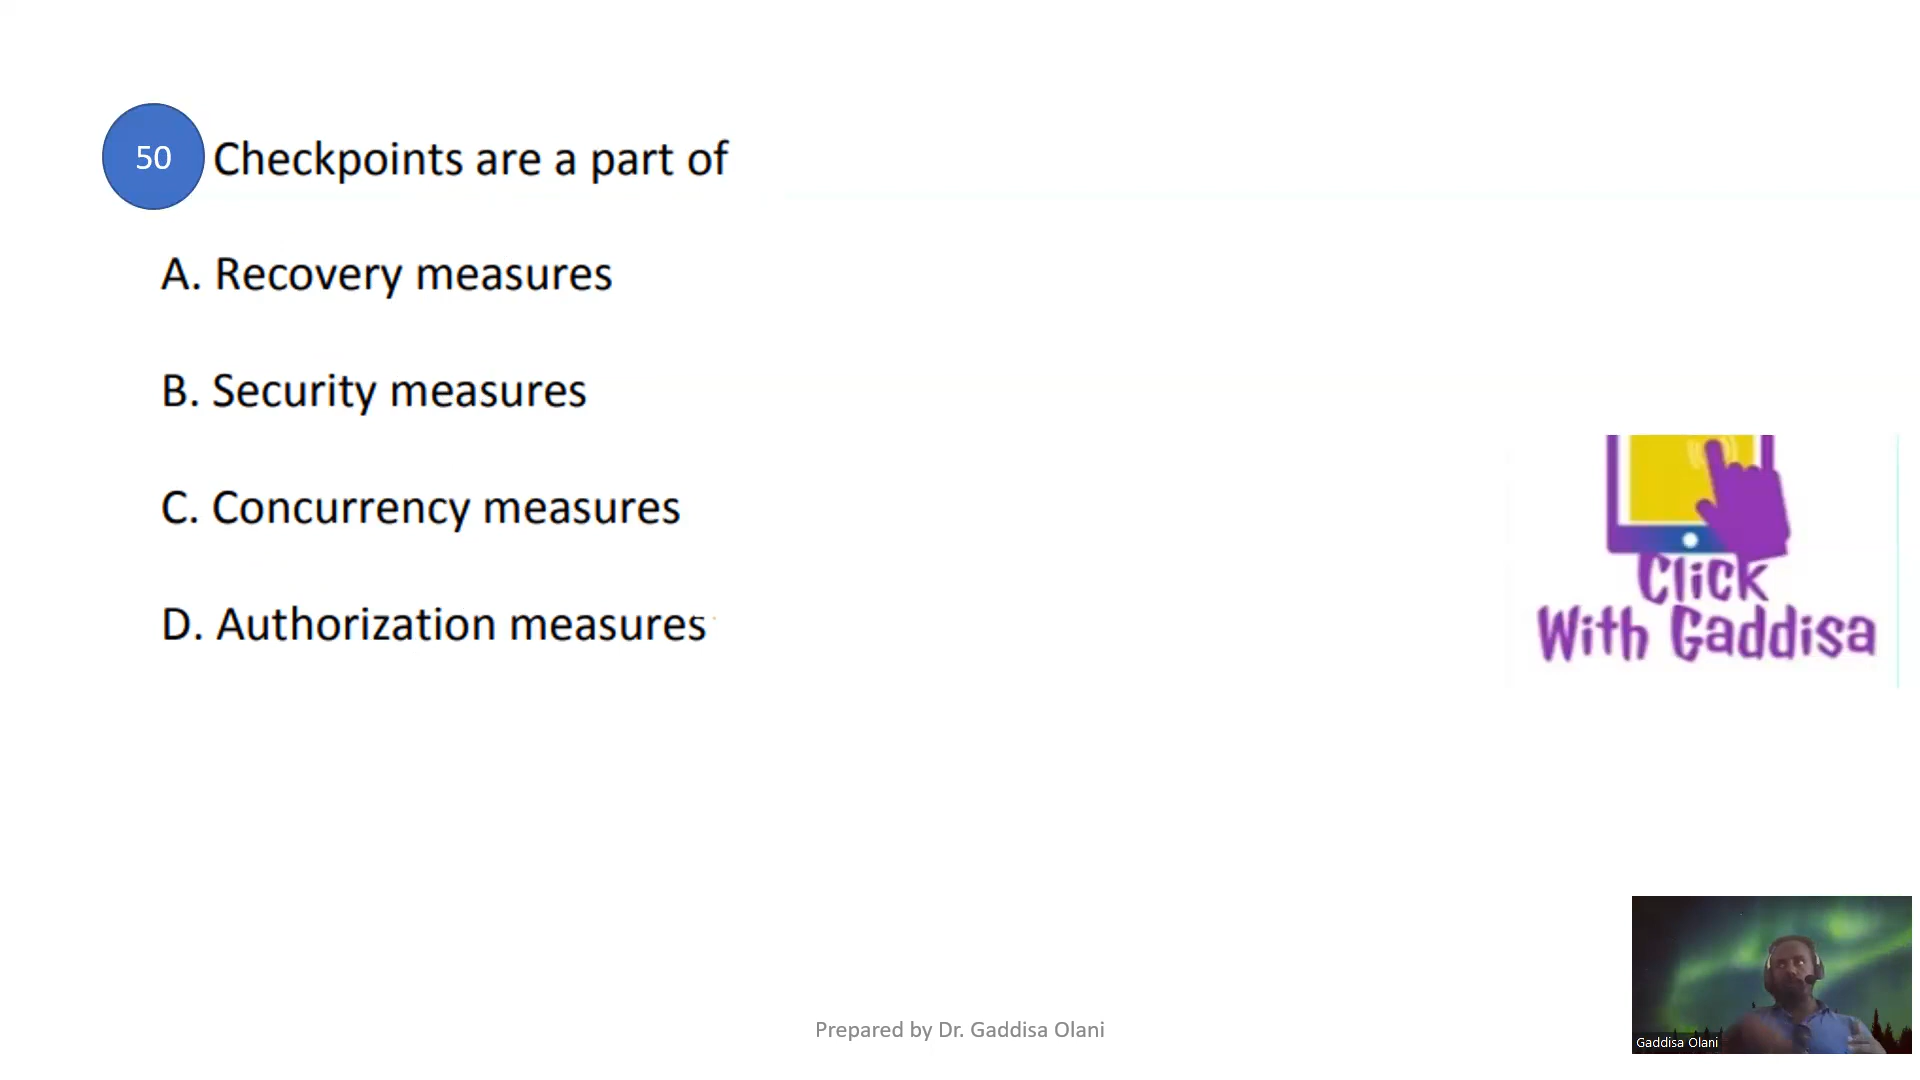 50
Checkpoints are a part of
A. Recovery measures
B. Security measures
C. Concurrency measures
D. Authorization measures
Click
With Gaddisa
Prepared by Dr. Gaddisa Olani
Gaddisa Olani